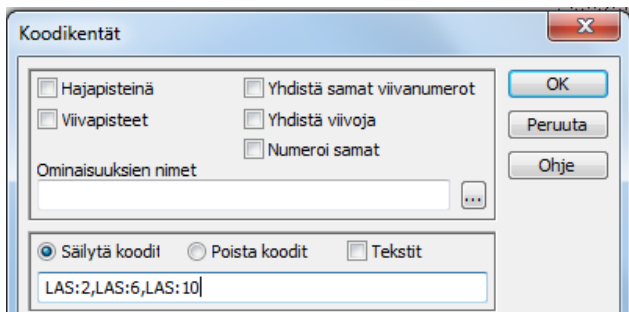 Koodikentät
Hajapisteinä
Yhdistä samat viivanumerot
OK
Viivapisteet
Yhdistä viivoja
Peruuta
Numeroi samat
Ohje
Ominaisuuksien nimet
...
Säilytä koodit
Poista koodit
Tekstit
LAS:2,LAS:6,LAS:10